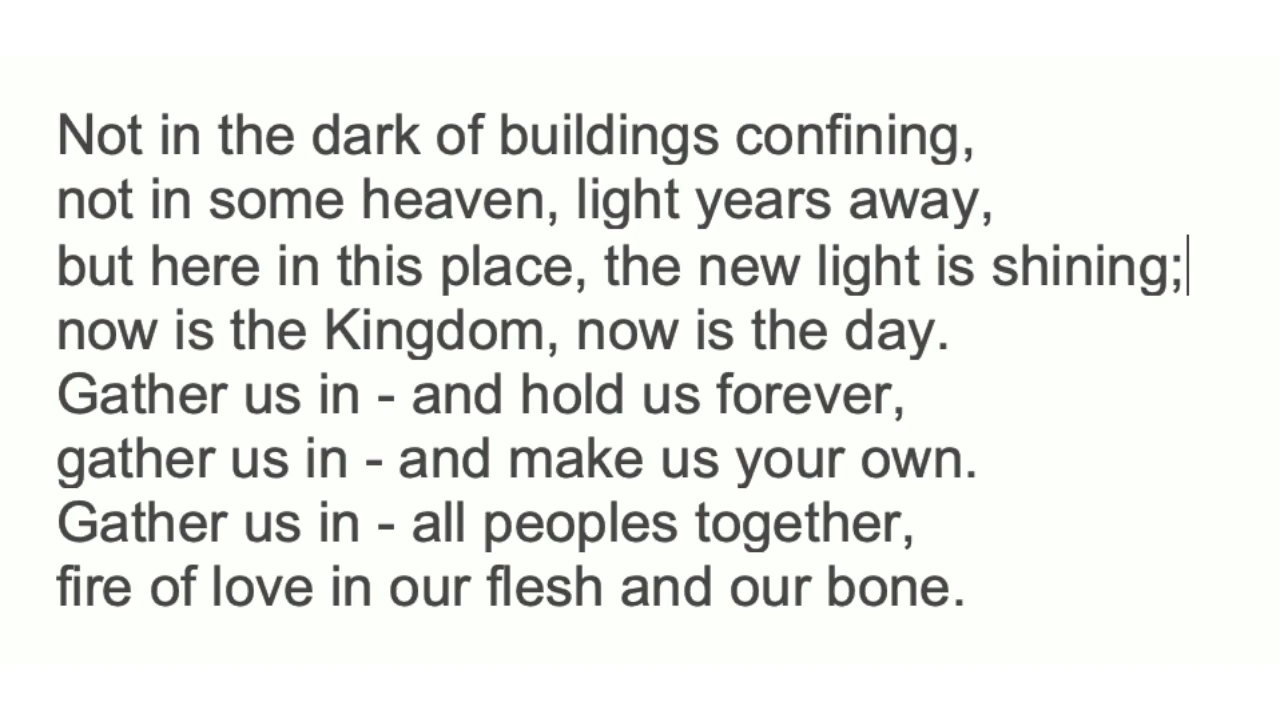 Not in the dark of buildings confining,
not in some heaven, light years away,
but here in this place, the new light is shining;
now is the Kingdom, now is the day.
Gather us in - and hold us forever,
gather us in - and make us your own.
Gather us in - all peoples together,
fire of love in our flesh and our bone.